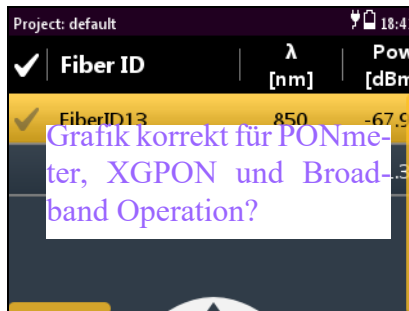 Project: default 18:4
Fiber ID λ [nm] Pow [dBm
FiberID13 850 -67.9
Grafik korrekt für PONme-
ter, XGPON und Broad-
band Operation?
.3